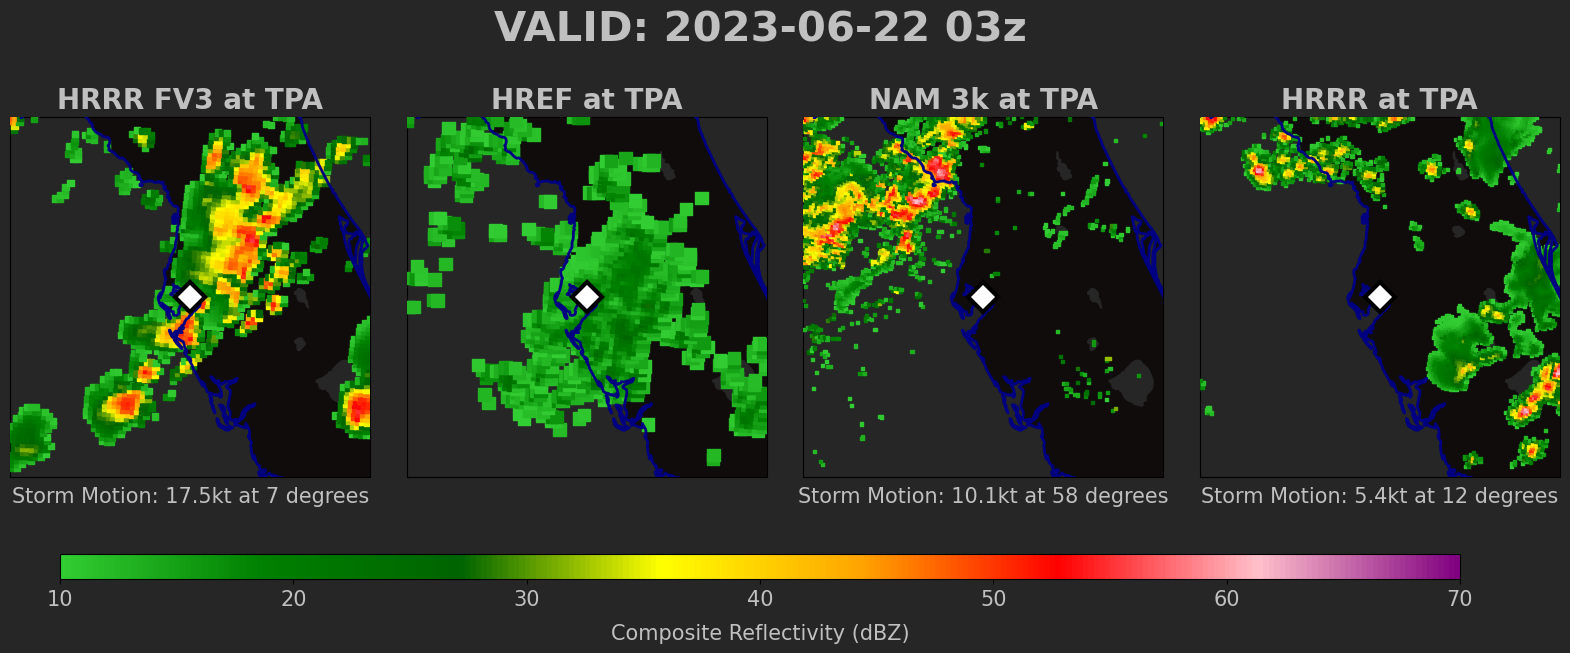 VALID: 2023-06-22 03z
HRRR FV3 at TPA
HREF at TPA
NAM 3k at TPA
HRRR at TPA
Storm Motion: 17.5kt at 7 degrees
Storm Motion: 10.1kt at 58 degrees
Storm Motion: 5.4kt at 12 degrees
10 20 30 40 50 60 70
Composite Reflectivity (dBZ)